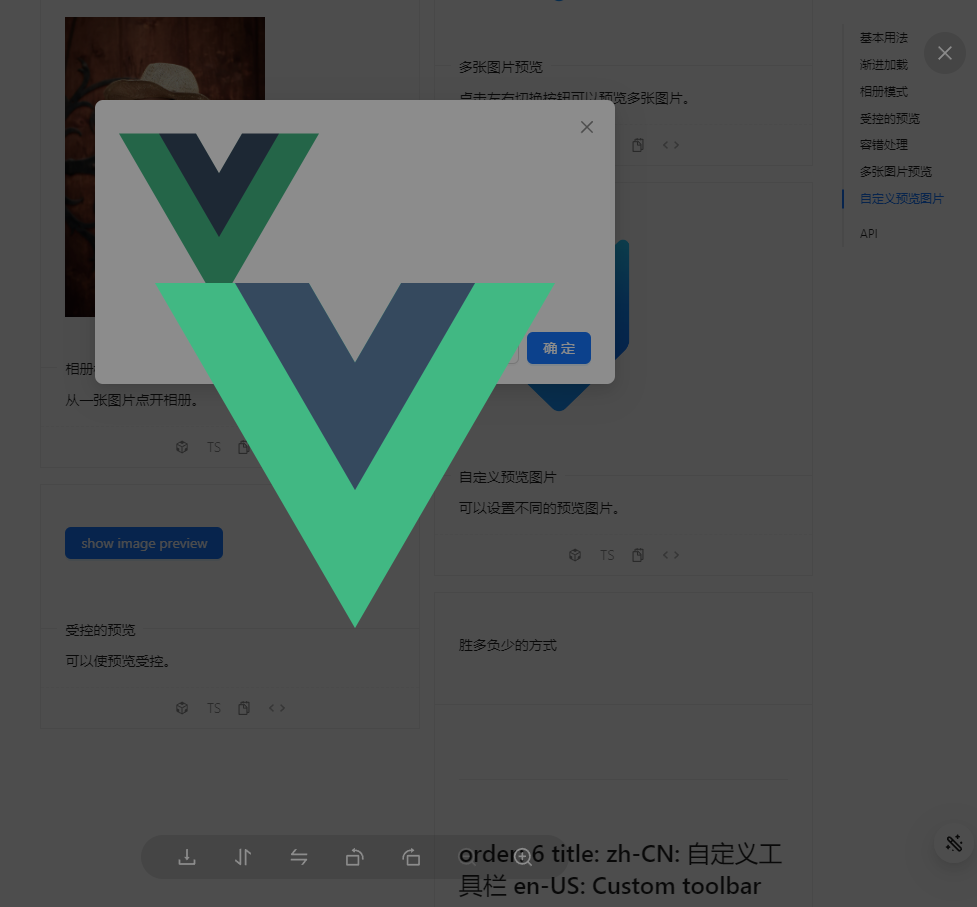 相册
从一张图片点开相册。
TS
show image preview
受控的预览
可以使预览受控。
TS
多张图片预览
点击左右切换按钮可以预览多张图片。
确 定
自定义预览图片
可以设置不同的预览图片。
TS
胜多负少的方式
order: 6 title: zh-CN: 自定义工
具栏 en-US: Custom toolbar
基本用法
渐进加载
相册模式
受控的预览
容错处理
多张图片预览
自定义预览图片
API